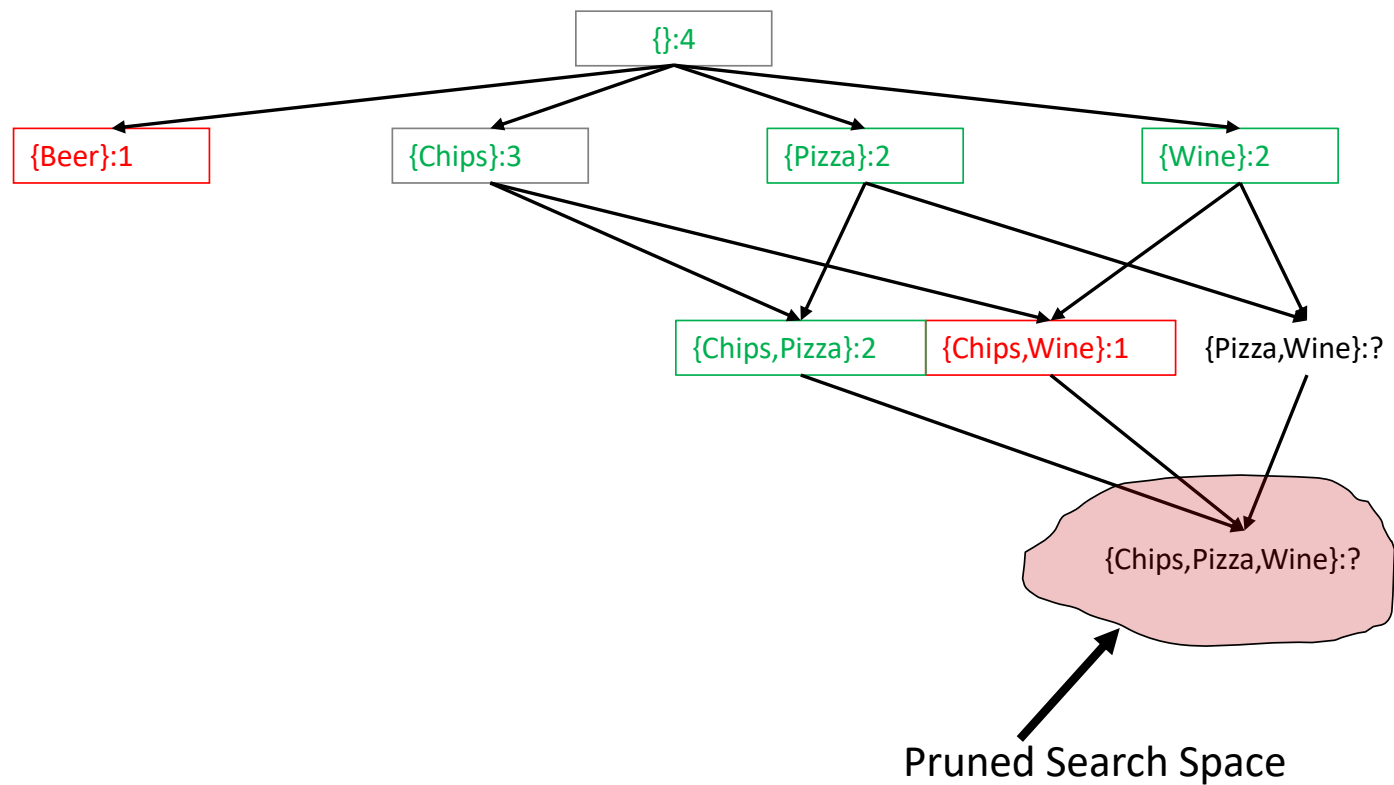 {}:4
{Beer}:1
{Chips}:3
{Pizza}:2
{Wine}:2
{Chips,Pizza}:2
{Chips,Wine}:1
{Pizza,Wine}:?
{Chips,Pizza,Wine}:?
Pruned Search Space